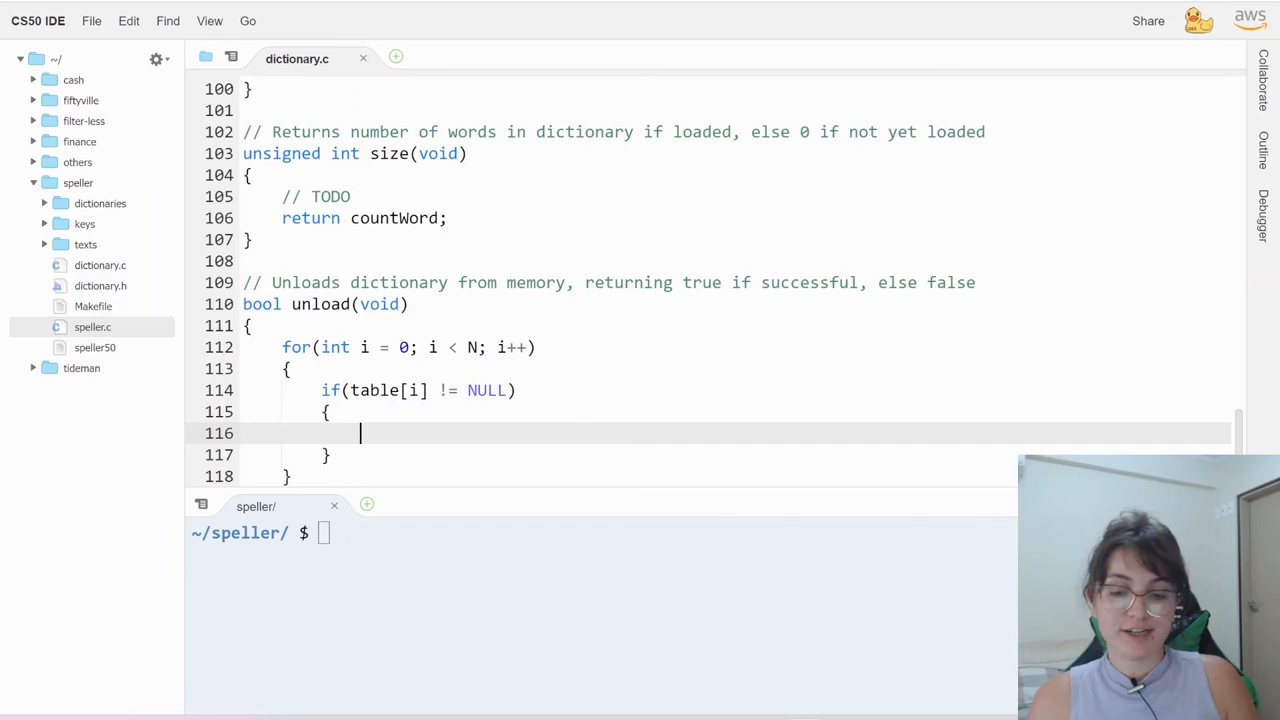 CS50 IDE File Edit Find View Go Share aws
~/
cash
fiftyville
filter-less
finance
others
speller
dictionaries
keys
texts
dictionary.c
dictionary.h
Makefile
speller.c
speller50
tideman
dictionary.c
100 }
101
102 // Returns number of words in dictionary if loaded, else 0 if not yet loaded
103 unsigned int size(void)
104 {
105 // TODO
106 return countWord;
107 }
108
109 // Unloads dictionary from memory, returning true if successful, else false
110 bool unload(void)
111 {
112 for(int i = 0; i < N; i++)
113 {
114 if(table[i] != NULL)
115 {
116
117 }
118 }
speller/
~/speller/ $
Collaborate
Outline
Debugger